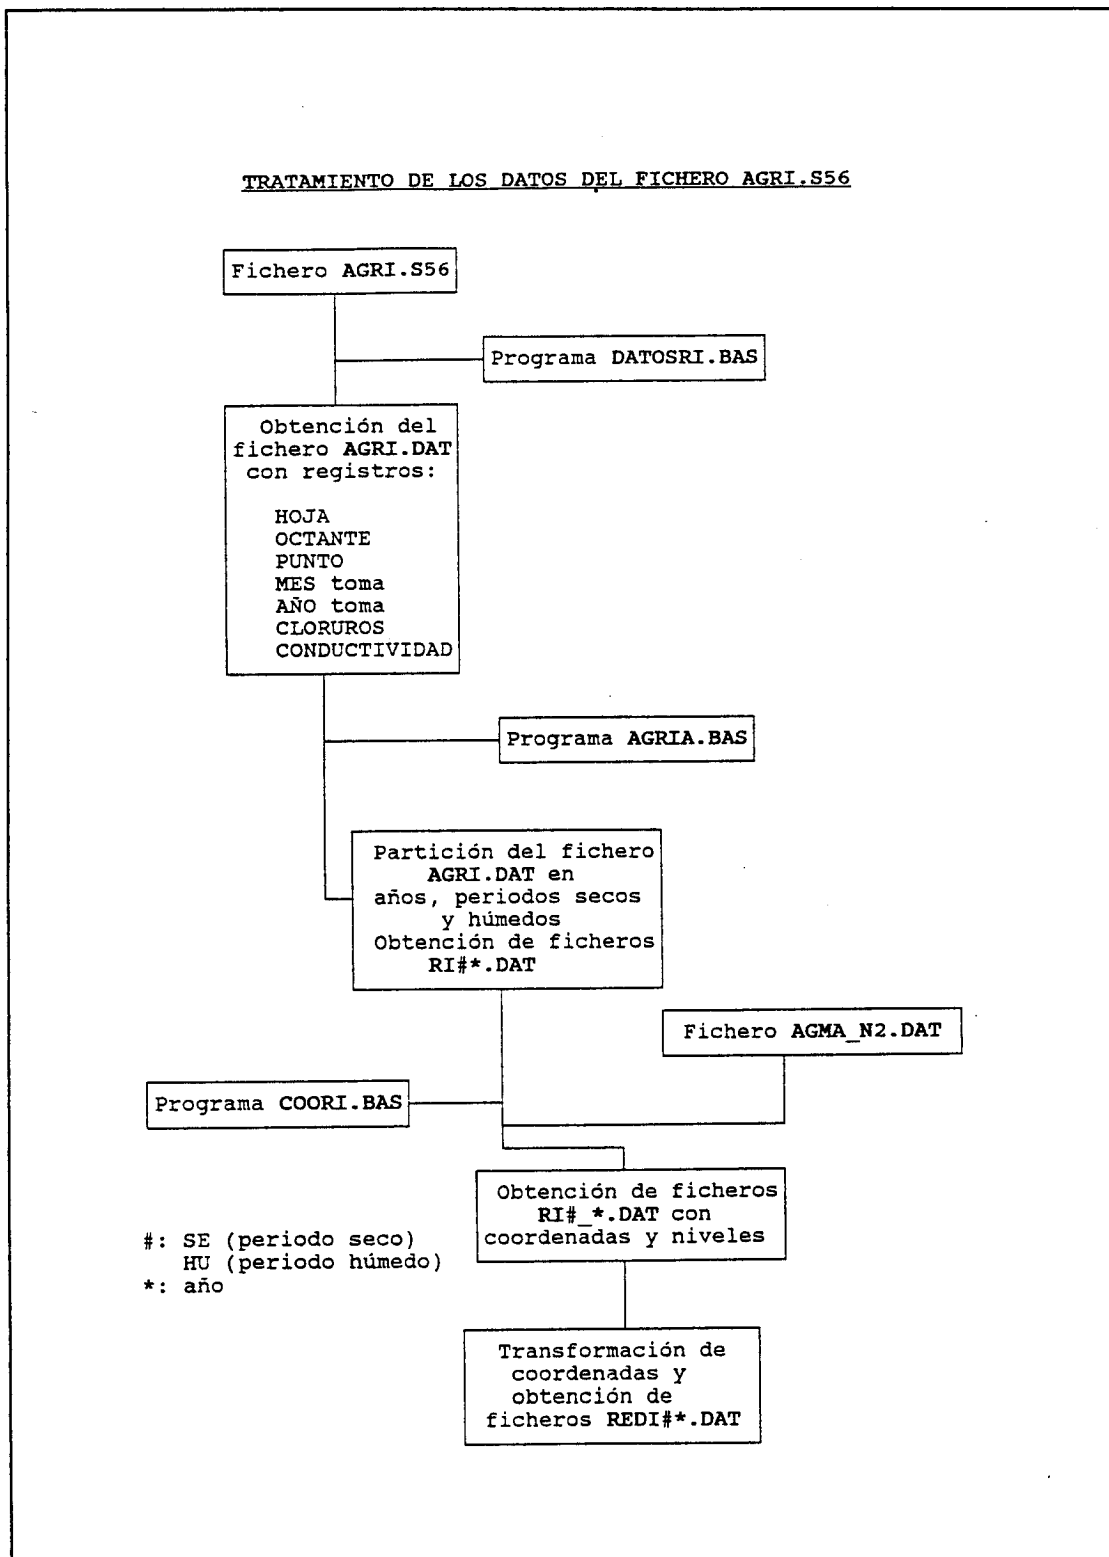 TRATAMIENTO DE LOS DATOS DEL FICHERO AGRI.S56
Fichero AGRI.S56
Programa DATOSRI.BAS
Obtención del
fichero AGRI.DAT
con registros:
HOJA
OCTANTE
PUNTO
MES toma
AÑO toma
CLORUROS
CONDUCTIVIDAD
Programa AGRIA.BAS
Partición del fichero
AGRI.DAT en
años, periodos secos
y húmedos
Obtención de ficheros
RI#*.DAT
Fichero AGMA_N2.DAT
Programa COORI.BAS
Obtención de ficheros
RI#_*.DAT con
coordenadas y niveles
#: SE (periodo seco)
HU (periodo húmedo)
*: año
Transformación de
coordenadas y
obtención de
ficheros REDI#*.DAT